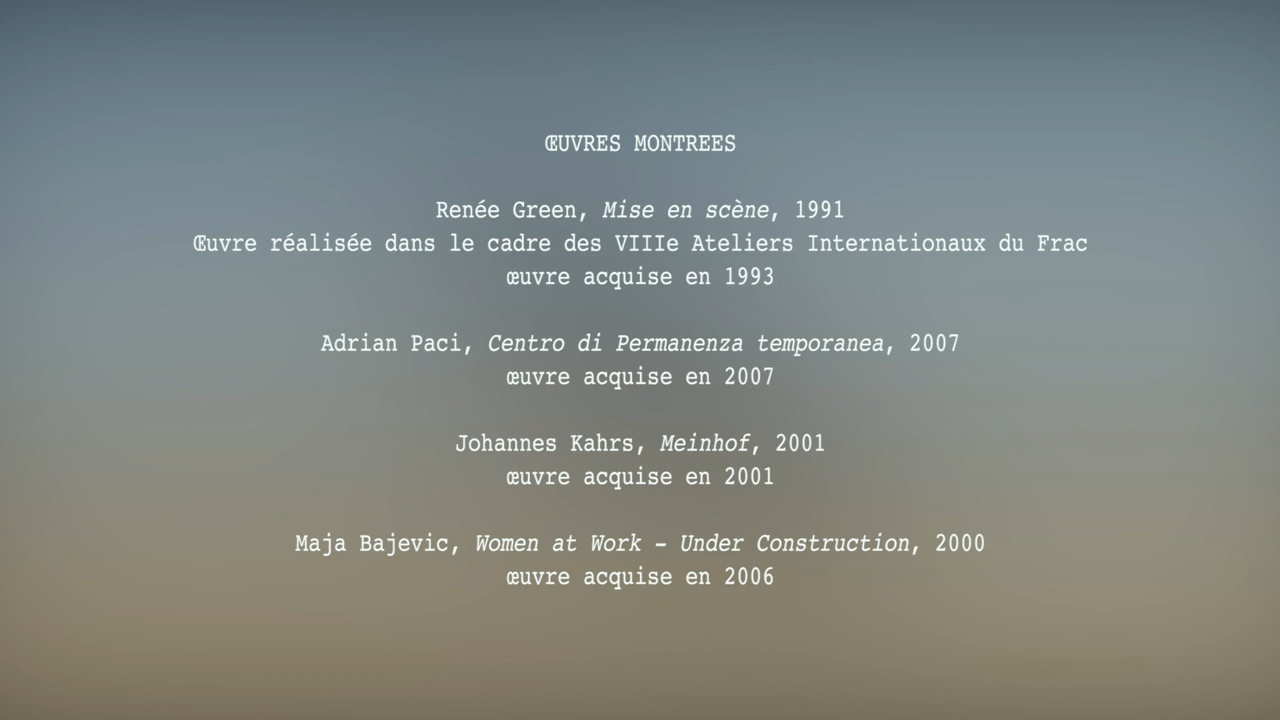 ŒUVRES MONTREES
Renée Green, Mise en scène, 1991
Œuvre réalisée dans le cadre des VIIIe Ateliers Internationaux du Frac
œuvre acquise en 1993
Adrian Paci, Centro di Permanenza temporanea, 2007
œuvre acquise en 2007
Johannes Kahrs, Meinhof, 2001
œuvre acquise en 2001
Maja Bajevic, Women at Work – Under Construction, 2000
œuvre acquise en 2006